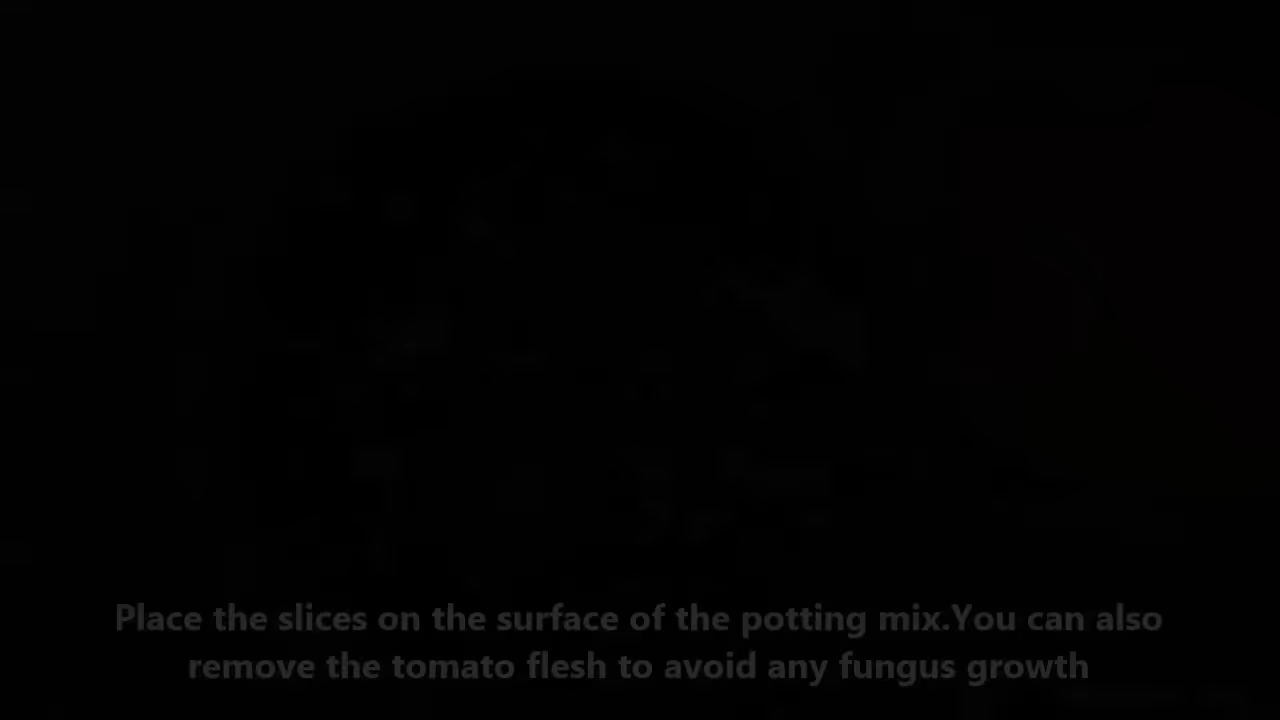 Place the slices on the surface of the potting mix.You can also
remove the tomato flesh to avoid any fungus growth